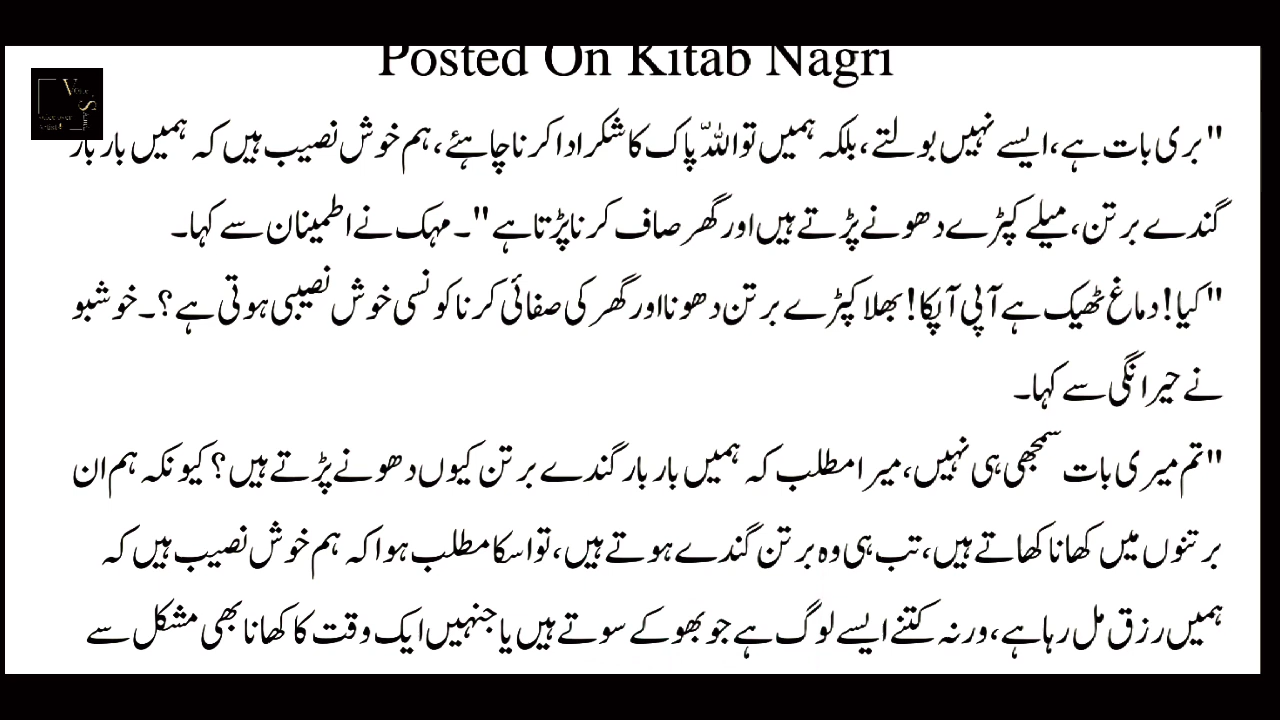 Posted On Kitab Nagri
"بری بات ہے، ایسے نہیں بولتے، بلکہ ہمیں تو اللہ پاک کا شکر ادا کرنا چاہئے، ہم خوش نصیب ہیں کہ ہمیں بار بار
گندے برتن، میلے کپڑے دھونے پڑتے ہیں اور گھر صاف کرنا پڑتا ہے"۔ مہک نے اطمینان سے کہا۔
"کیا! دماغ ٹھیک ہے آپی آپکا! بھلا کپڑے برتن دھونا اور گھر کی صفائی کرنا کونسی خوش نصیبی ہوتی ہے؟۔ خوشبو
نے حیرانگی سے کہا۔
"تم میری بات سمجھی ہی نہیں، میرا مطلب کہ ہمیں بار بار گندے برتن کیوں دھونے پڑتے ہیں؟ کیونکہ ہم ان
برتنوں میں کھانا کھاتے ہیں، تب ہی وہ برتن گندے ہوتے ہیں، تو اسکا مطلب ہوا کہ ہم خوش نصیب ہیں کہ
ہمیں رزق مل رہا ہے، ورنہ کتنے ایسے لوگ ہے جو بھوکے سوتے ہیں یا جنہیں ایک وقت کا کھانا بھی مشکل سے